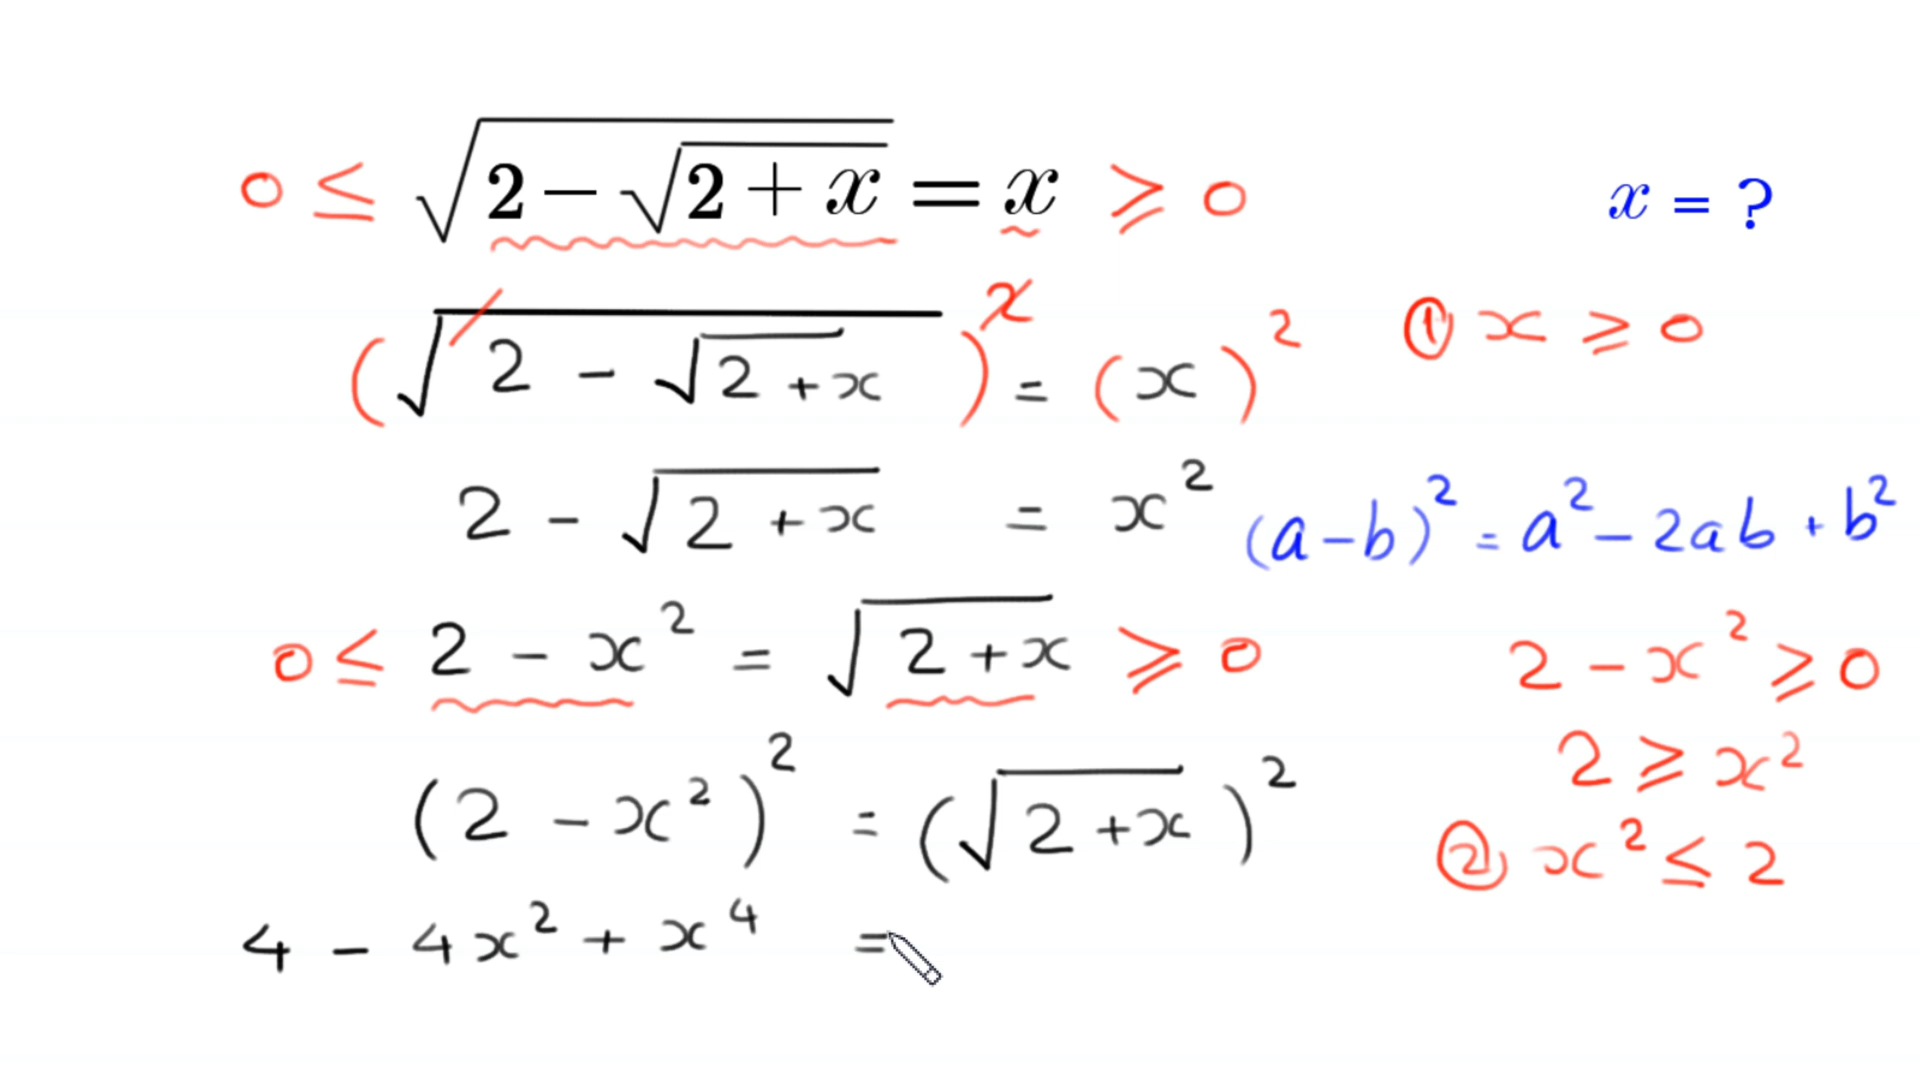 0 ≤ √(2 − √(2 + x)) = x ≥ 0
x = ?
(√(2 − √(2 + x)))² = (x)²
① x ≥ 0
2 − √(2 + x) = x²
(a − b)² = a² − 2ab + b²
0 ≤ 2 − x² = √(2 + x) ≥ 0
2 − x² ≥ 0
2 ≥ x²
(2 − x²)² = (√(2 + x))²
② x² ≤ 2
4 − 4x² + x⁴ =